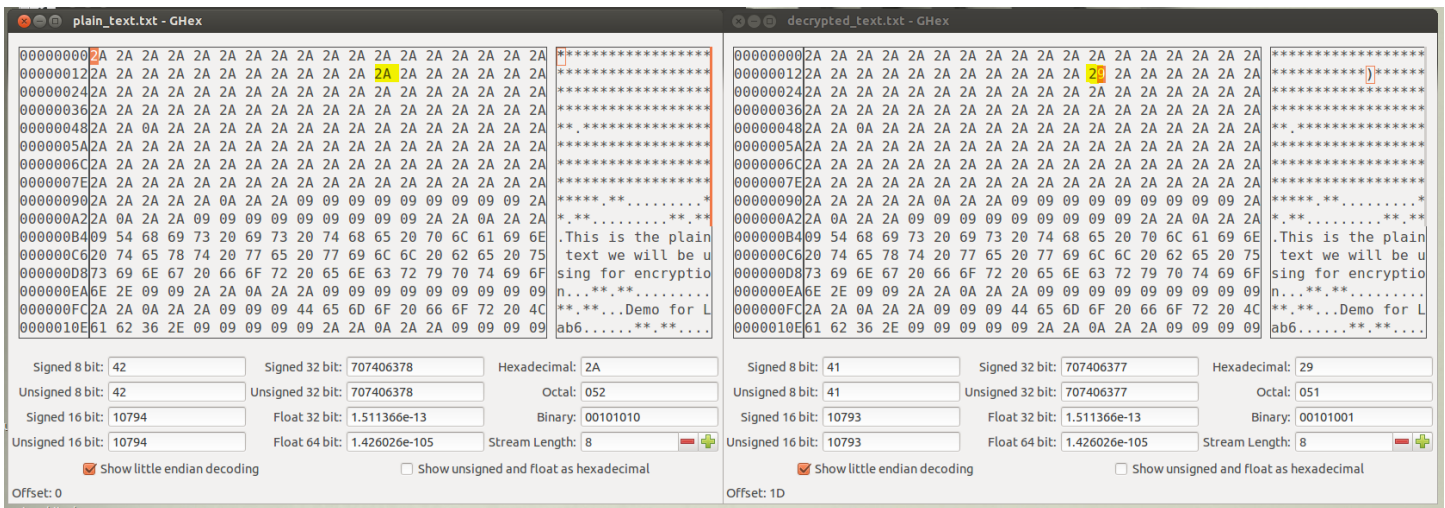 plain_text.txt - GHex
00000000 2A 2A 2A 2A 2A 2A 2A 2A 2A 2A 2A 2A 2A 2A 2A 2A 2A 2A ******************
00000012 2A 2A 2A 2A 2A 2A 2A 2A 2A 2A 2A 2A 2A 2A 2A 2A 2A 2A ******************
00000024 2A 2A 2A 2A 2A 2A 2A 2A 2A 2A 2A 2A 2A 2A 2A 2A 2A 2A ******************
00000036 2A 2A 2A 2A 2A 2A 2A 2A 2A 2A 2A 2A 2A 2A 2A 2A 2A 2A ******************
00000048 2A 2A 0A 2A 2A 2A 2A 2A 2A 2A 2A 2A 2A 2A 2A 2A 2A 2A **.***************
0000005A 2A 2A 2A 2A 2A 2A 2A 2A 2A 2A 2A 2A 2A 2A 2A 2A 2A 2A ******************
0000006C 2A 2A 2A 2A 2A 2A 2A 2A 2A 2A 2A 2A 2A 2A 2A 2A 2A 2A ******************
0000007E 2A 2A 2A 2A 2A 2A 2A 2A 2A 2A 2A 2A 2A 2A 2A 2A 2A 2A ******************
00000090 2A 2A 2A 2A 2A 0A 2A 2A 09 09 09 09 09 09 09 09 09 2A *****.**.........*
000000A2 2A 0A 2A 2A 09 09 09 09 09 09 09 09 09 2A 2A 0A 2A 2A *.**.........**.**
000000B4 09 54 68 69 73 20 69 73 20 74 68 65 20 70 6C 61 69 6E .This is the plain
000000C6 20 74 65 78 74 20 77 65 20 77 69 6C 6C 20 62 65 20 75 text we will be u
000000D8 73 69 6E 67 20 66 6F 72 20 65 6E 63 72 79 70 74 69 6F sing for encryptio
000000EA 6E 2E 09 09 2A 2A 0A 2A 2A 09 09 09 09 09 09 09 09 09 n...**.**.........
000000FC 2A 2A 0A 2A 2A 09 09 09 44 65 6D 6F 20 66 6F 72 20 4C **.**...Demo for L
0000010E 61 62 36 2E 09 09 09 09 09 2A 2A 0A 2A 2A 09 09 09 09 ab6......**.**....
Signed 8 bit: 42 Signed 32 bit: 707406378 Hexadecimal: 2A
Unsigned 8 bit: 42 Unsigned 32 bit: 707406378 Octal: 052
Signed 16 bit: 10794 Float 32 bit: 1.511366e-13 Binary: 00101010
Unsigned 16 bit: 10794 Float 64 bit: 1.426026e-105 Stream Length: 8
Show little endian decoding Show unsigned and float as hexadecimal
Offset: 0
decrypted_text.txt - GHex
00000000 2A 2A 2A 2A 2A 2A 2A 2A 2A 2A 2A 2A 2A 2A 2A 2A 2A 2A ******************
00000012 2A 2A 2A 2A 2A 2A 2A 2A 2A 2A 2A 29 2A 2A 2A 2A 2A 2A ***********)******
00000024 2A 2A 2A 2A 2A 2A 2A 2A 2A 2A 2A 2A 2A 2A 2A 2A 2A 2A ******************
00000036 2A 2A 2A 2A 2A 2A 2A 2A 2A 2A 2A 2A 2A 2A 2A 2A 2A 2A ******************
00000048 2A 2A 0A 2A 2A 2A 2A 2A 2A 2A 2A 2A 2A 2A 2A 2A 2A 2A **.***************
0000005A 2A 2A 2A 2A 2A 2A 2A 2A 2A 2A 2A 2A 2A 2A 2A 2A 2A 2A ******************
0000006C 2A 2A 2A 2A 2A 2A 2A 2A 2A 2A 2A 2A 2A 2A 2A 2A 2A 2A ******************
0000007E 2A 2A 2A 2A 2A 2A 2A 2A 2A 2A 2A 2A 2A 2A 2A 2A 2A 2A ******************
00000090 2A 2A 2A 2A 2A 0A 2A 2A 09 09 09 09 09 09 09 09 09 2A *****.**.........*
000000A2 2A 0A 2A 2A 09 09 09 09 09 09 09 09 09 2A 2A 0A 2A 2A *.**.........**.**
000000B4 09 54 68 69 73 20 69 73 20 74 68 65 20 70 6C 61 69 6E .This is the plain
000000C6 20 74 65 78 74 20 77 65 20 77 69 6C 6C 20 62 65 20 75 text we will be u
000000D8 73 69 6E 67 20 66 6F 72 20 65 6E 63 72 79 70 74 69 6F sing for encryptio
000000EA 6E 2E 09 09 2A 2A 0A 2A 2A 09 09 09 09 09 09 09 09 09 n...**.**.........
000000FC 2A 2A 0A 2A 2A 09 09 09 44 65 6D 6F 20 66 6F 72 20 4C **.**...Demo for L
0000010E 61 62 36 2E 09 09 09 09 09 2A 2A 0A 2A 2A 09 09 09 09 ab6......**.**....
Signed 8 bit: 41 Signed 32 bit: 707406377 Hexadecimal: 29
Unsigned 8 bit: 41 Unsigned 32 bit: 707406377 Octal: 051
Signed 16 bit: 10793 Float 32 bit: 1.511366e-13 Binary: 00101001
Unsigned 16 bit: 10793 Float 64 bit: 1.426026e-105 Stream Length: 8
Show little endian decoding Show unsigned and float as hexadecimal
Offset: 1D